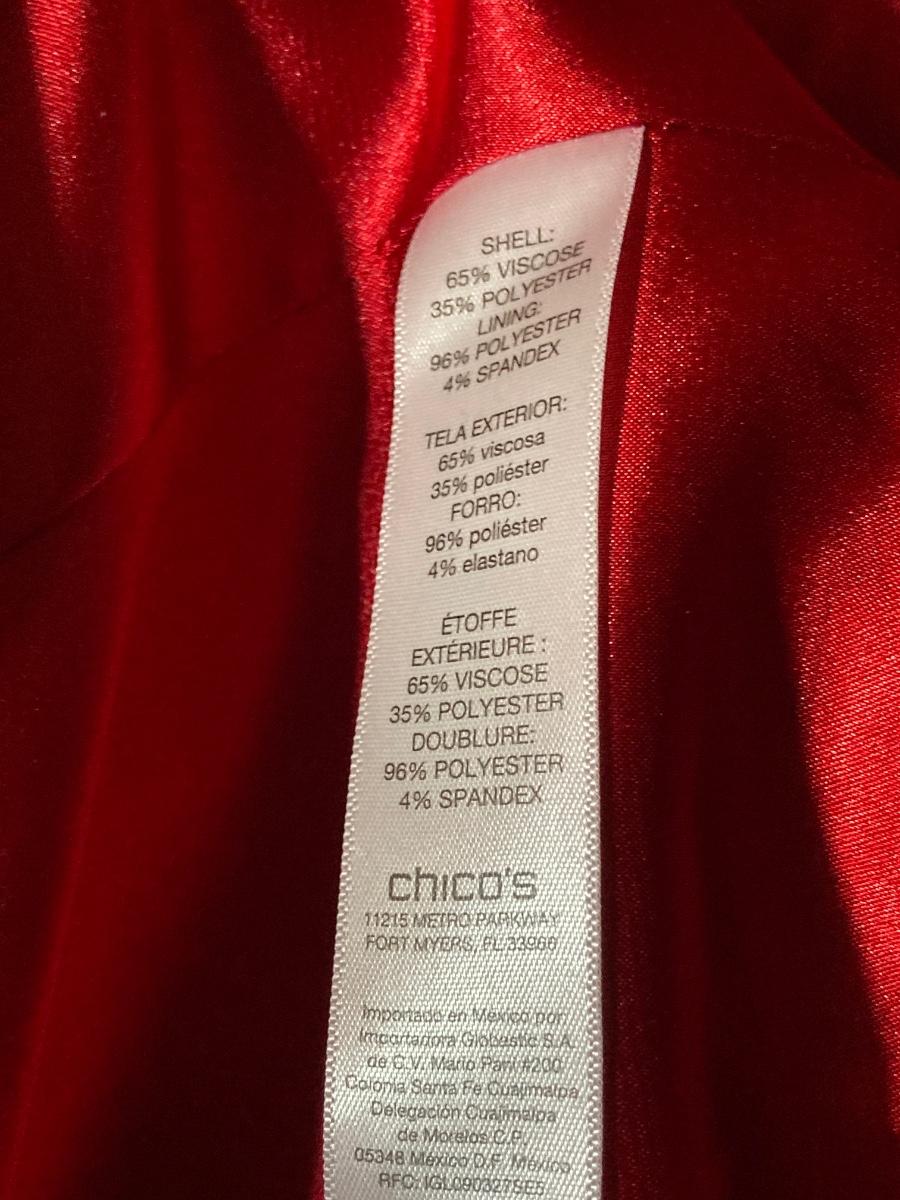 SHELL:
65% VISCOSE
35% POLYESTER
LINING:
96% POLYESTER
4% SPANDEX
TELA EXTERIOR:
65% viscosa
35% poliéster
FORRO:
96% poliéster
4% elastano
ÉTOFFE
EXTÉRIEURE :
65% VISCOSE
35% POLYESTER
DOUBLURE:
96% POLYESTER
4% SPANDEX
chico's
11215 METRO PARKWAY
FORT MYERS, FL 33966
Importado en México por:
Importadora Globastic S.A.
de C.V. Mario Pani #200
Colonia Santa Fe Cuajimalpa
Delegación Cuajimalpa
de Morelos C.P.
05348 México D.F. México
RFC: IGL090327SE5